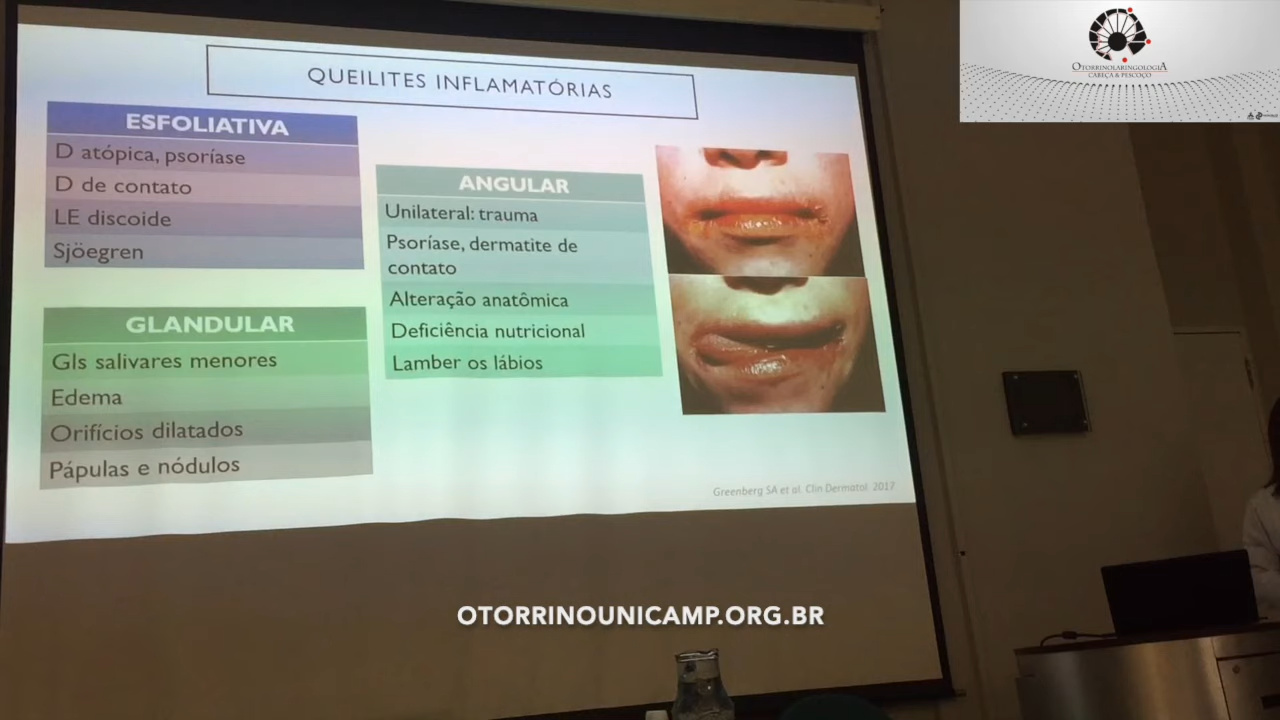 QUEILITES INFLAMATÓRIAS
ESFOLIATIVA
D atópica, psoríase
D de contato
LE discoide
Sjöegren
GLANDULAR
Gls salivares menores
Edema
Orifícios dilatados
Pápulas e nódulos
ANGULAR
Unilateral: trauma
Psoríase, dermatite de
contato
Alteração anatômica
Deficiência nutricional
Lamber os lábios
Greenberg SA et al. Clin Dermatol. 2017
OTORRINOLARINGOLOGIA
CABEÇA & PESCOÇO
OTORRINOUNICAMP.ORG.BR